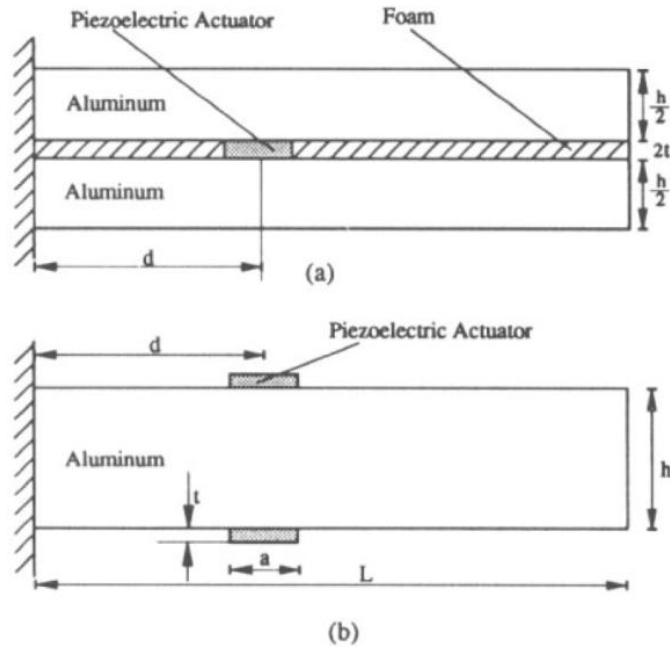 Piezoelectric Actuator Foam
Aluminum
h
2
2t
Aluminum
h
2
d
(a)
Piezoelectric Actuator
d
Aluminum
h
t
a
L
(b)